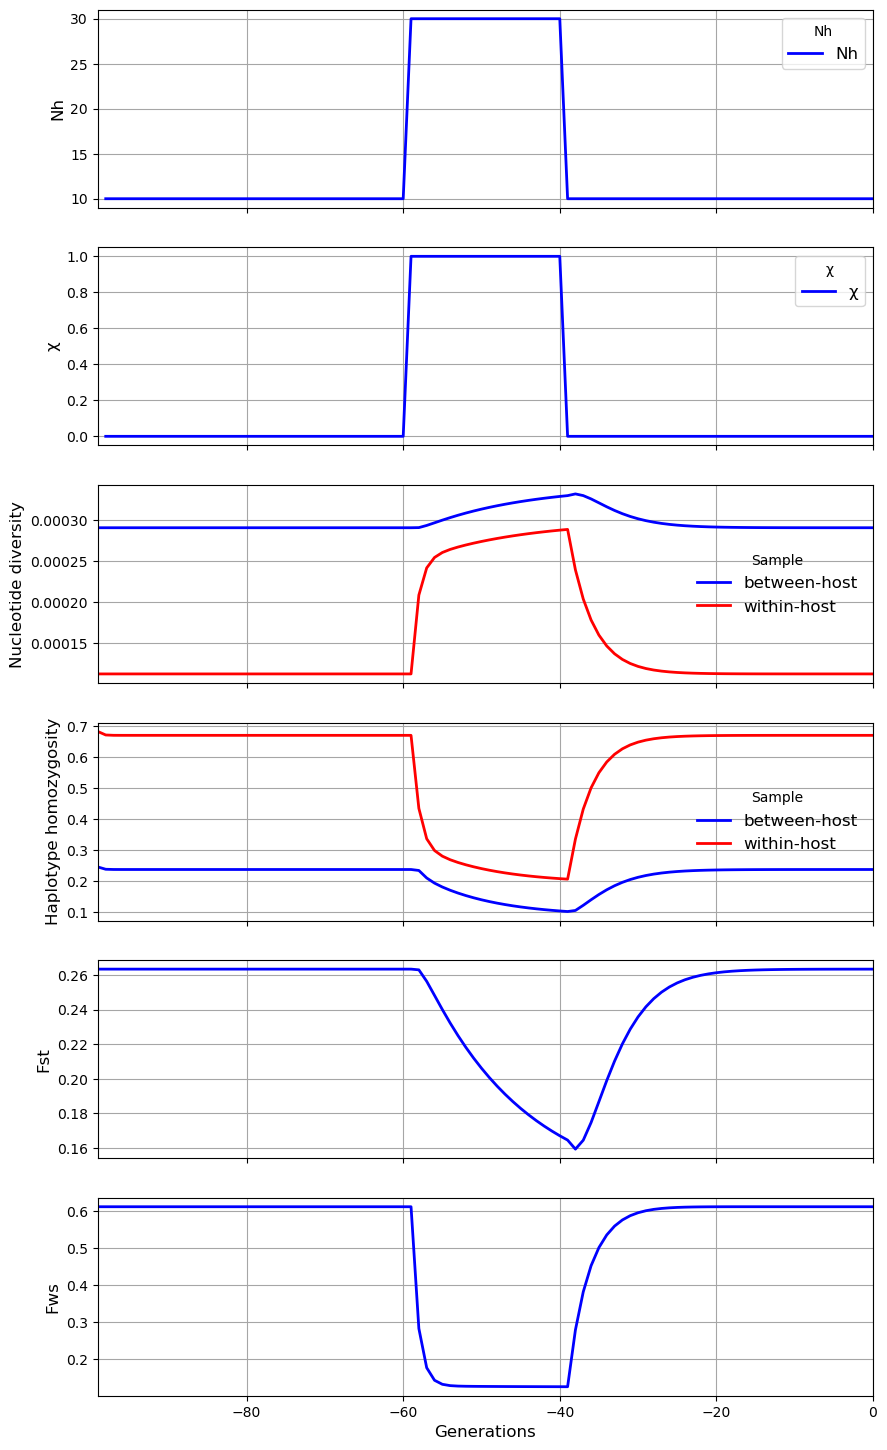 30
25
20
15
10
Nh
Nh
Nh
1.0
0.8
0.6
0.4
0.2
0.0
χ
χ
χ
0.00030
0.00025
0.00020
0.00015
Nucleotide diversity
Sample
between-host
within-host
0.7
0.6
0.5
0.4
0.3
0.2
0.1
Haplotype homozygosity
Sample
between-host
within-host
0.26
0.24
0.22
0.20
0.18
0.16
Fst
0.6
0.5
0.4
0.3
0.2
Fws
−80 −60 −40 −20 0
Generations